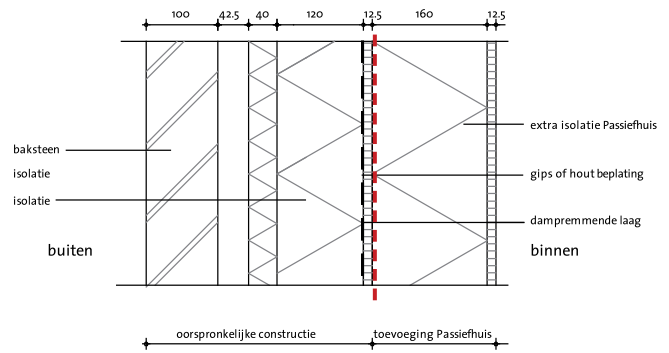 100 42.5 40 120 12.5 160 12.5
baksteen
isolatie
isolatie
buiten
extra isolatie Passiefhuis
gips of hout beplating
dampremmende laag
binnen
oorspronkelijke constructie
toevoeging Passiefhuis